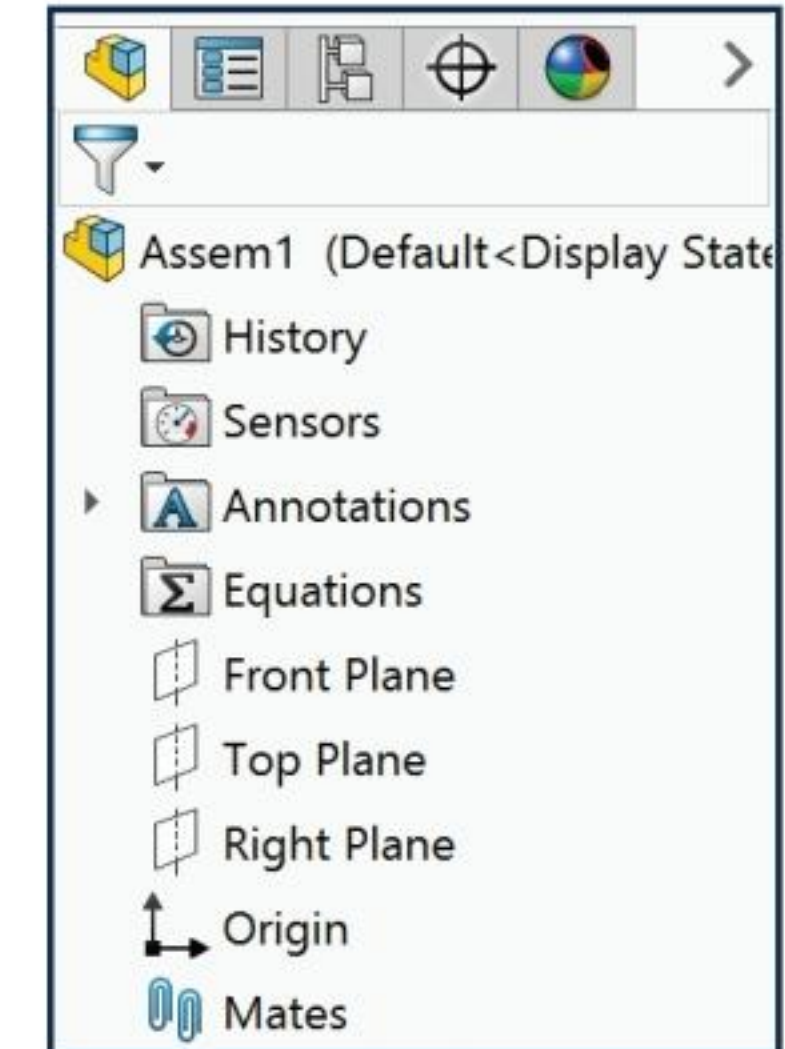 Assem1 (Default<Display State
History
Sensors
Annotations
Equations
Front Plane
Top Plane
Right Plane
Origin
Mates